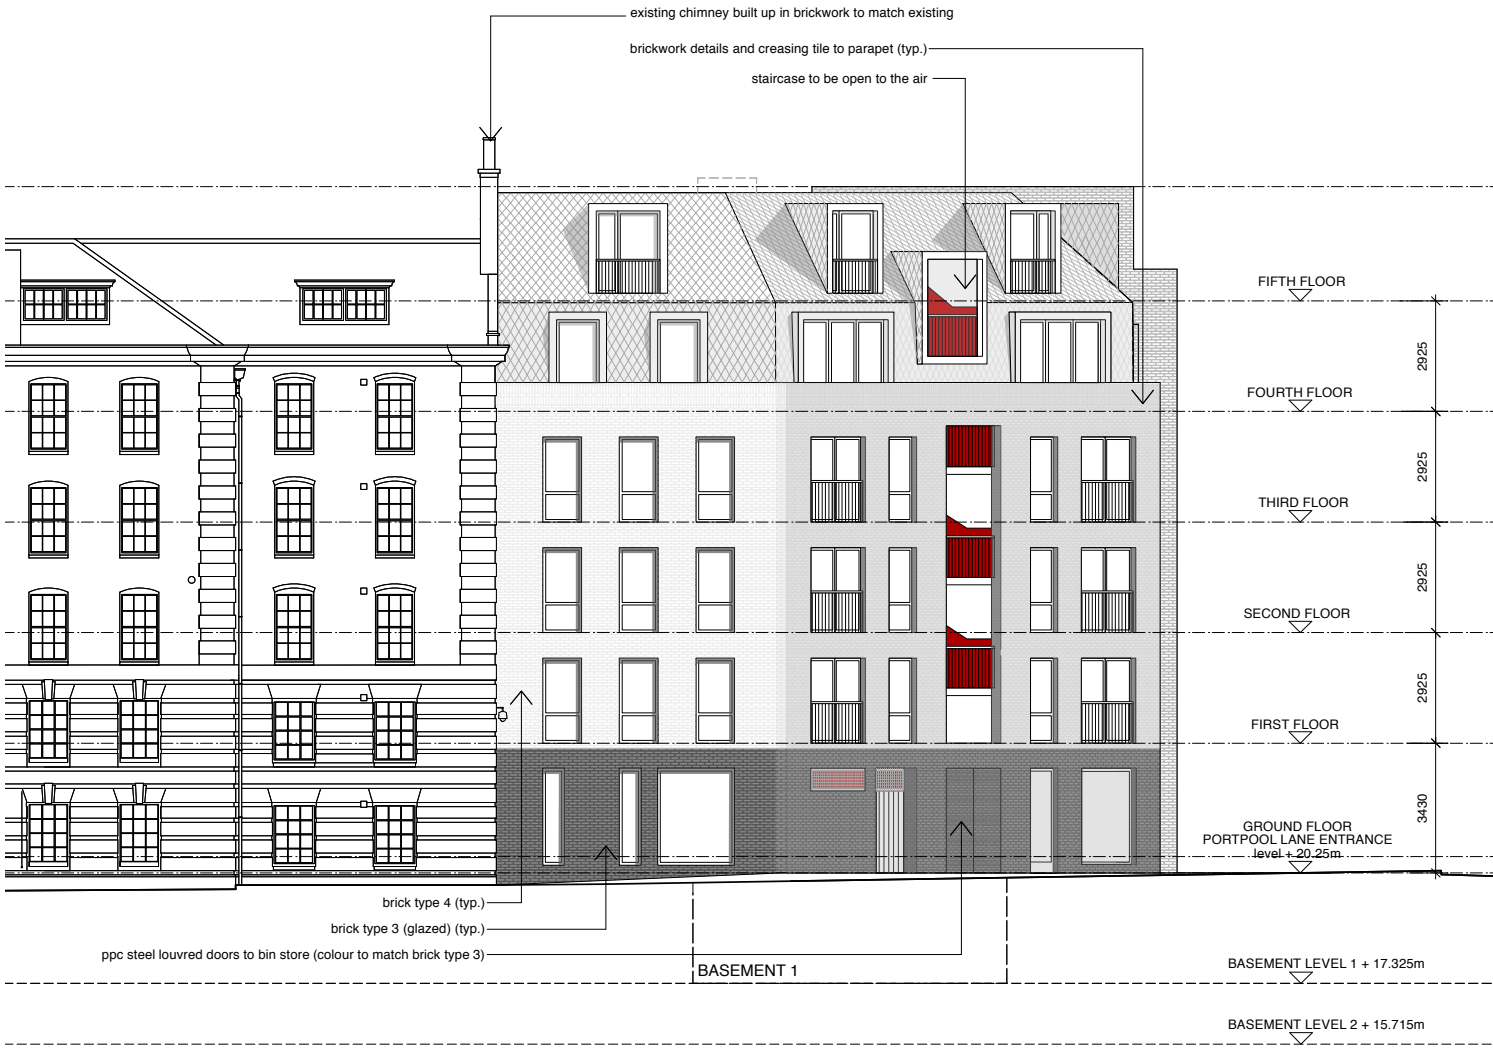 existing chimney built up in brickwork to match existing
brickwork details and creasing tile to parapet (typ.)
staircase to be open to the air
FIFTH FLOOR
2925
FOURTH FLOOR
2925
THIRD FLOOR
2925
SECOND FLOOR
2925
FIRST FLOOR
3430
GROUND FLOOR
PORTPOOL LANE ENTRANCE
level + 20.25m
brick type 4 (typ.)
brick type 3 (glazed) (typ.)
ppc steel louvred doors to bin store (colour to match brick type 3)
BASEMENT 1
BASEMENT LEVEL 1 + 17.325m
BASEMENT LEVEL 2 + 15.715m